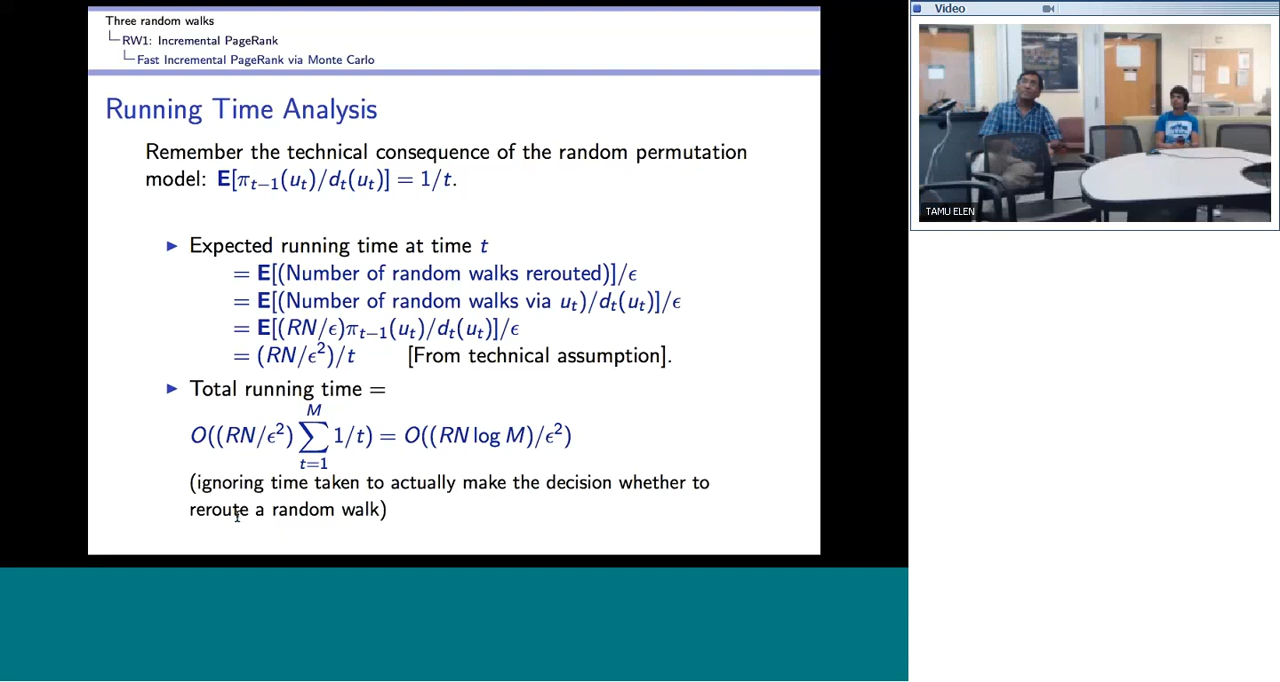 Three random walks
RW1: Incremental PageRank
Fast Incremental PageRank via Monte Carlo
Running Time Analysis
Remember the technical consequence of the random permutation
model: E[π_{t−1}(u_t)/d_t(u_t)] = 1/t.
► Expected running time at time t
= E[(Number of random walks rerouted)]/ϵ
= E[(Number of random walks via u_t)/d_t(u_t)]/ϵ
= E[(RN/ϵ)π_{t−1}(u_t)/d_t(u_t)]/ϵ
= (RN/ϵ²)/t [From technical assumption].
► Total running time =
O((RN/ϵ²) ∑_{t=1}^{M} 1/t) = O((RN log M)/ϵ²)
(ignoring time taken to actually make the decision whether to
reroute a random walk)
Video
TAMU ELEN